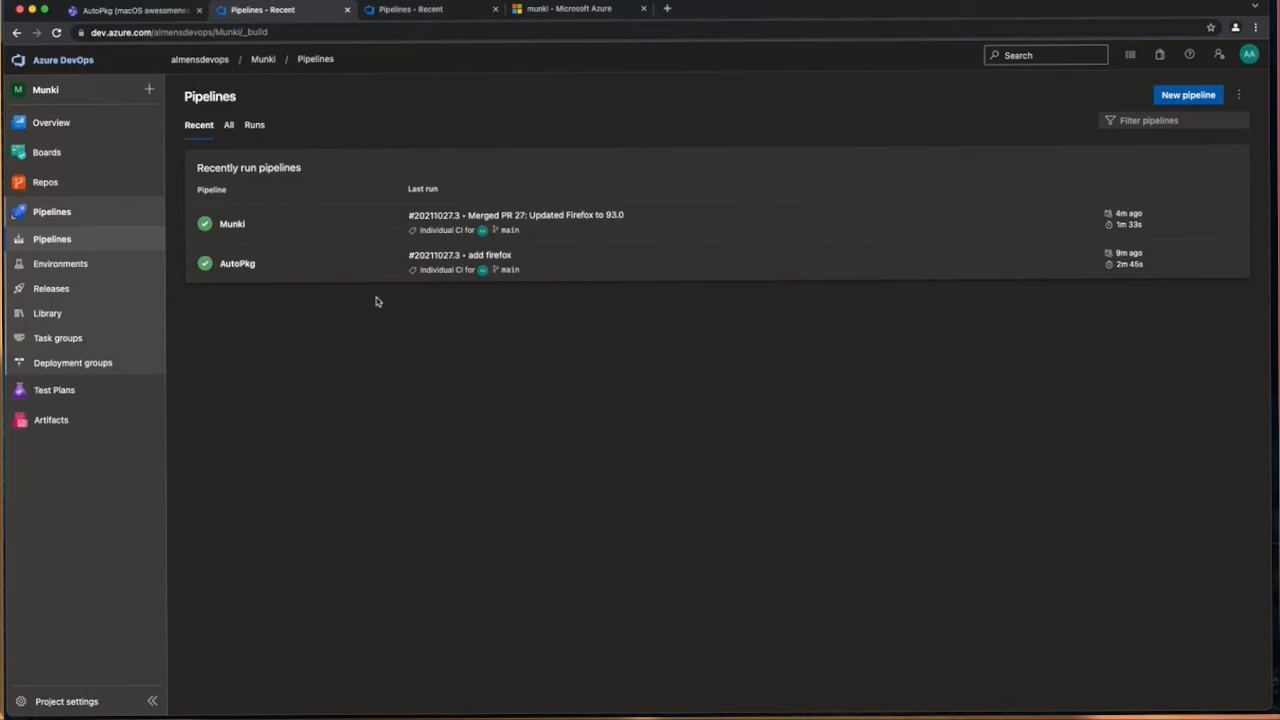 AutoPkg (macOS awesomenes
Pipelines - Recent
Pipelines - Recent
munki - Microsoft Azure
dev.azure.com/almensdevops/Munki/_build
Azure DevOps
almensdevops / Munki / Pipelines
Search
AA
M Munki
Overview
Boards
Repos
Pipelines
Pipelines
Environments
Releases
Library
Task groups
Deployment groups
Test Plans
Artifacts
Project settings
Pipelines
New pipeline
Recent All Runs
Filter pipelines
Recently run pipelines
Pipeline Last run
Munki
#20211027.3 • Merged PR 27: Updated Firefox to 93.0
Individual CI for AA main
4m ago
1m 33s
AutoPkg
#20211027.3 • add firefox
Individual CI for AA main
9m ago
2m 45s